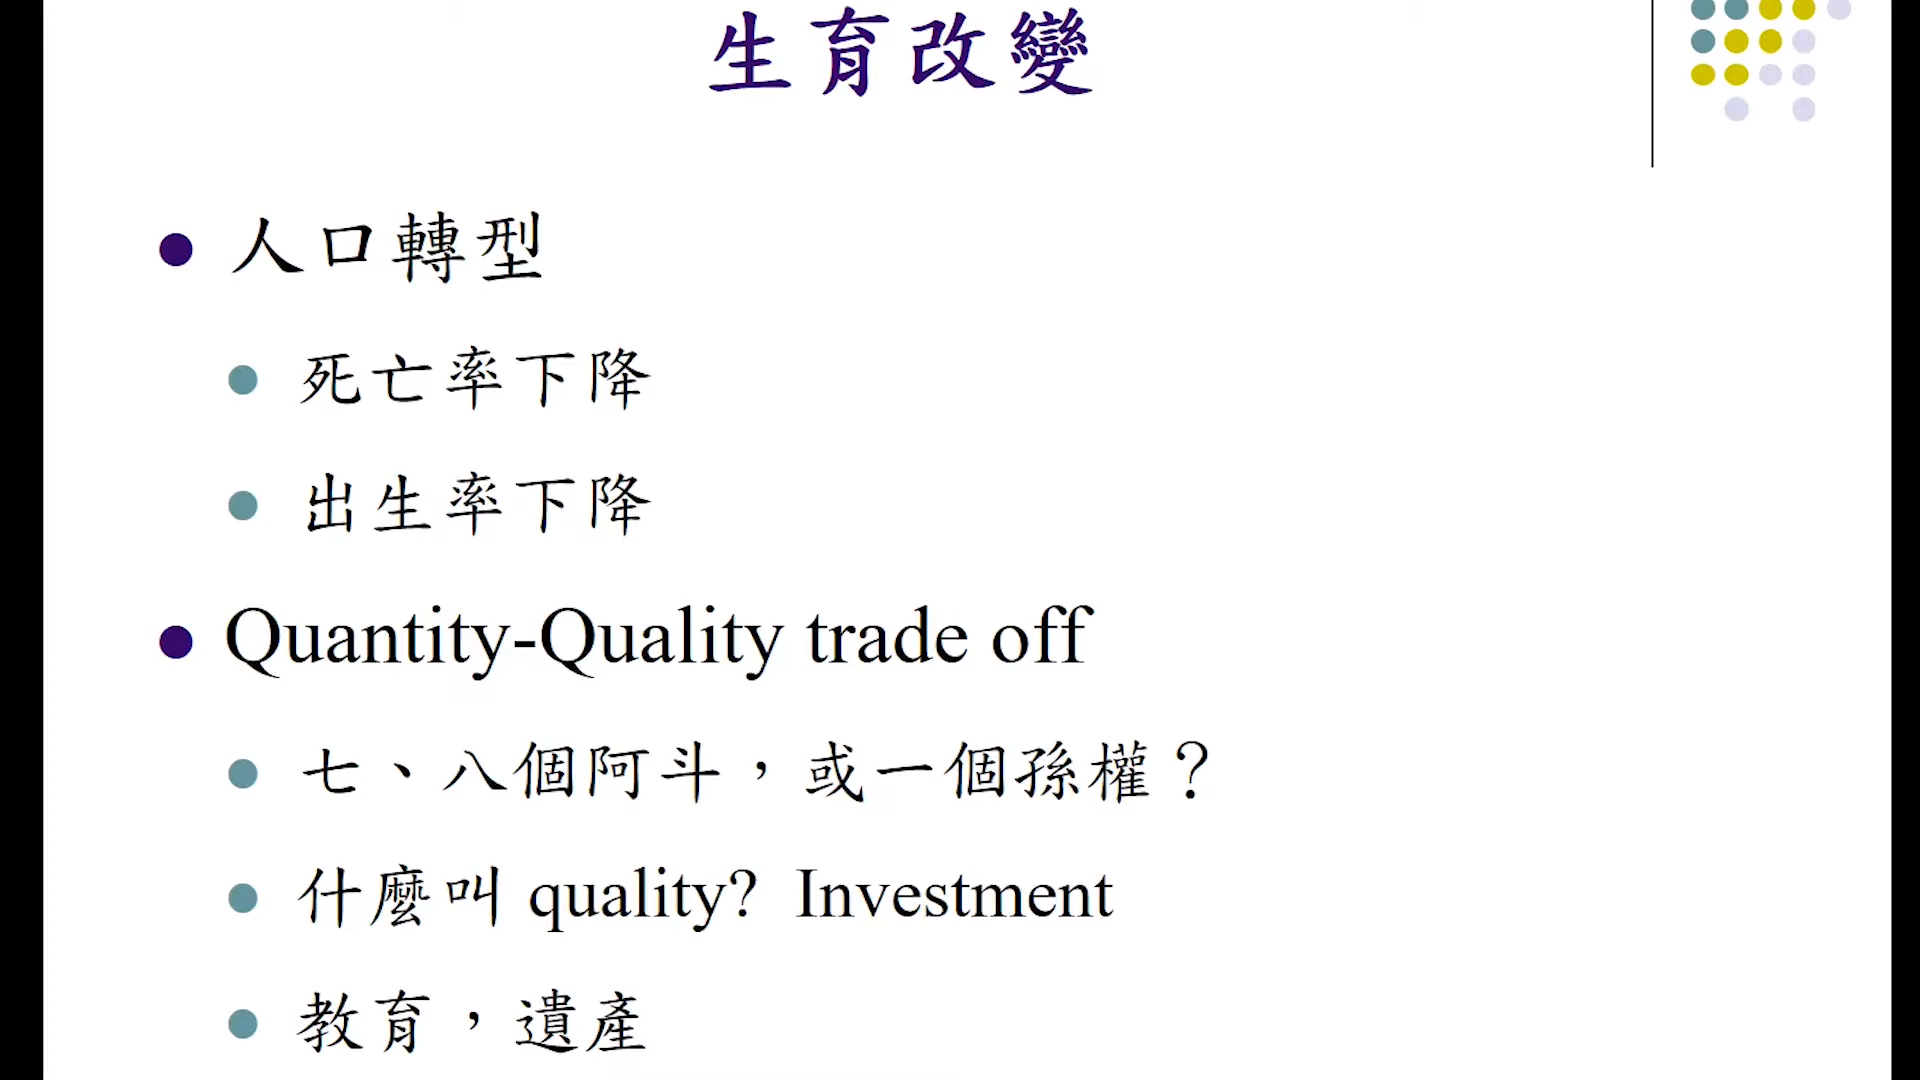 生育改變
人口轉型
死亡率下降
出生率下降
Quantity-Quality trade off
七、八個阿斗，或一個孫權？
什麼叫 quality? Investment
教育，遺產